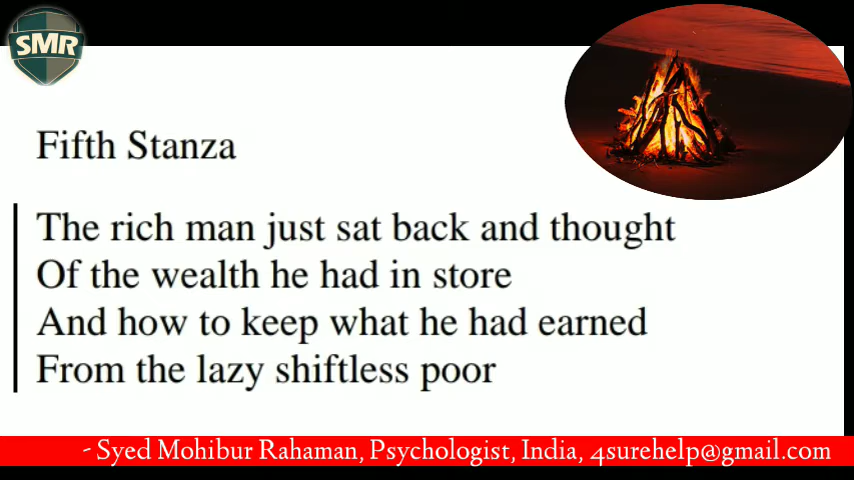 SMR
Fifth Stanza
The rich man just sat back and thought
Of the wealth he had in store
And how to keep what he had earned
From the lazy shiftless poor
- Syed Mohibur Rahaman, Psychologist, India, 4surehelp@gmail.com